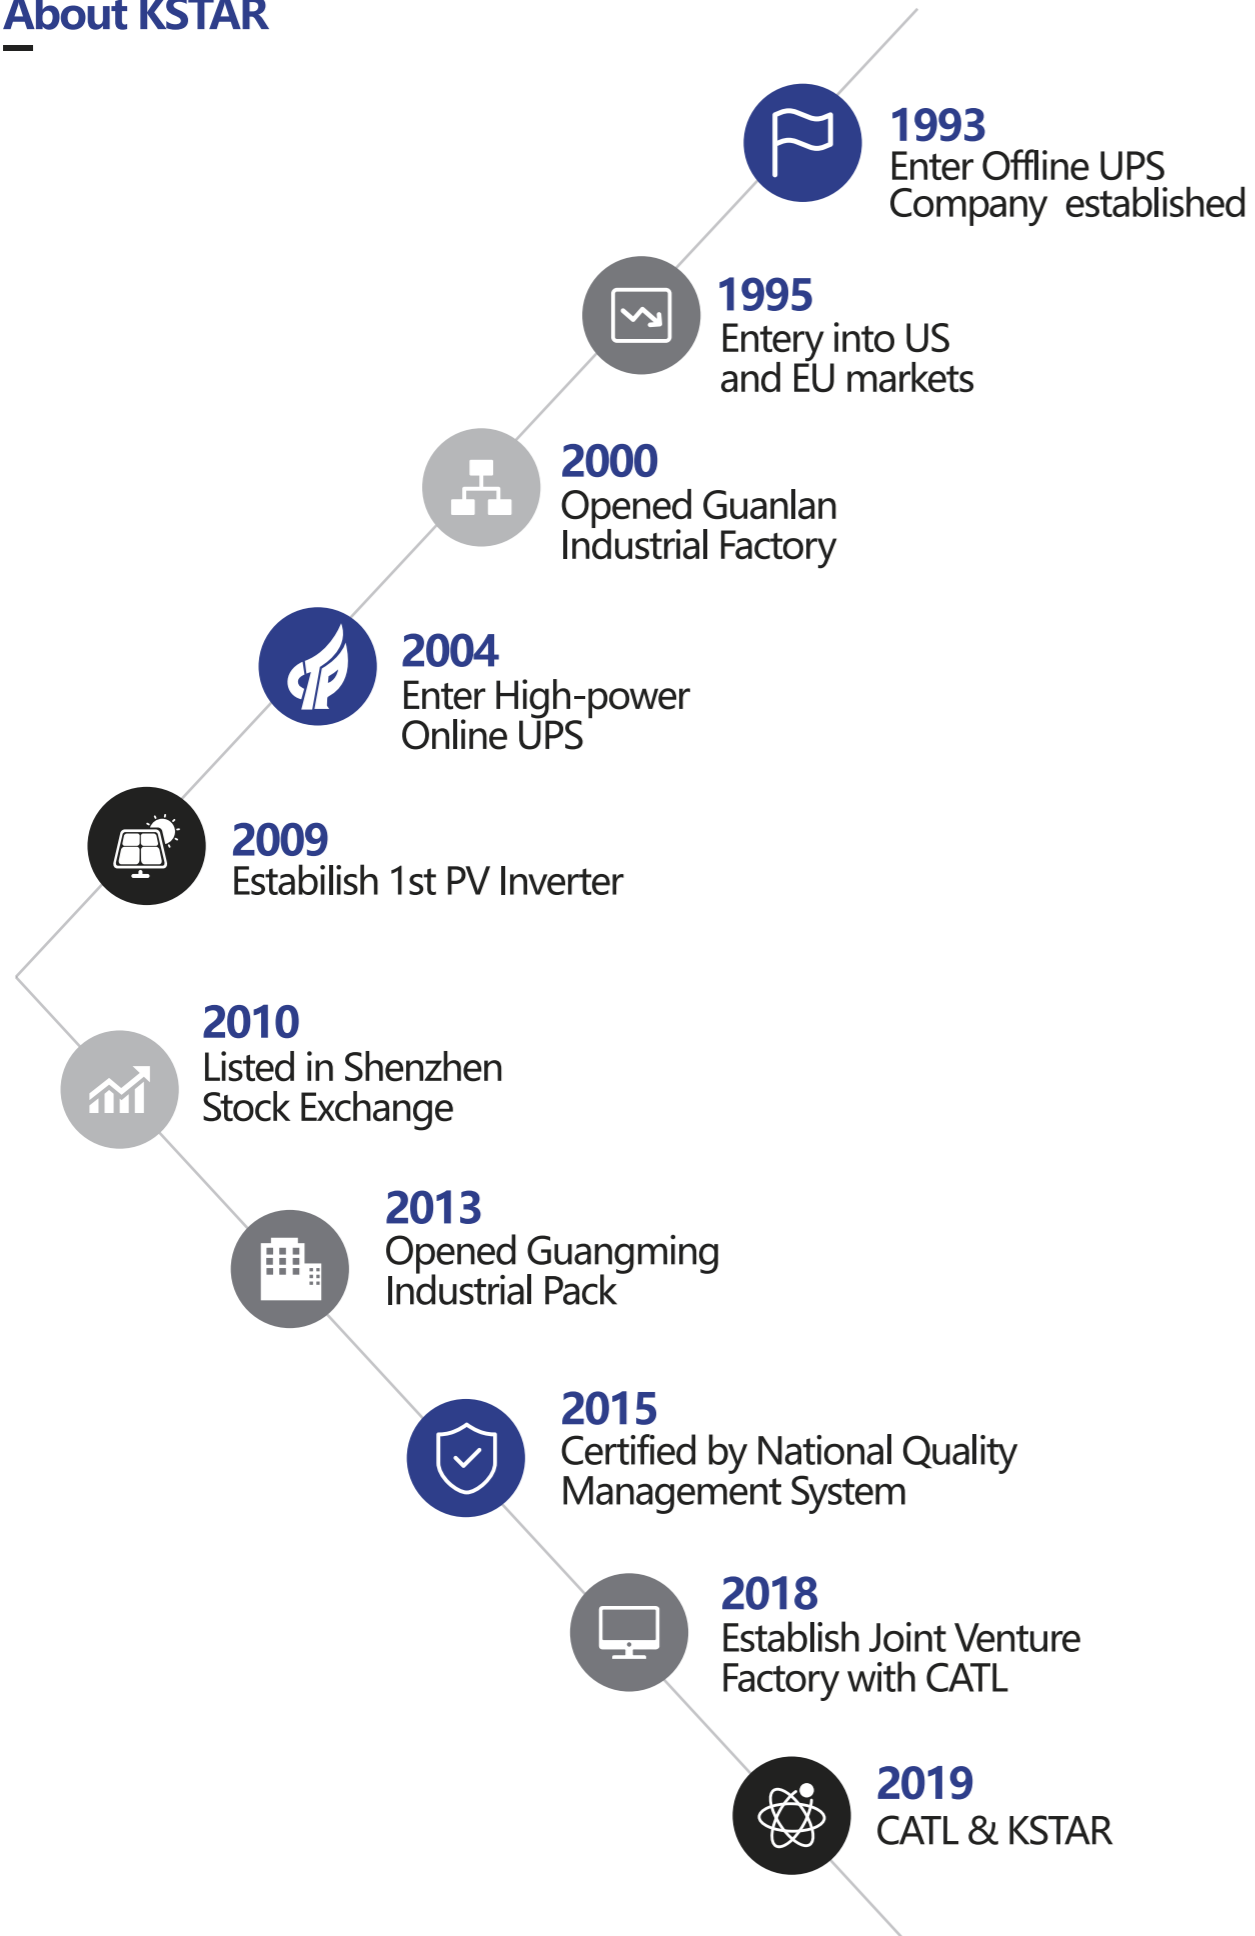 About KSTAR
1993
Enter Offline UPS
Company established
1995
Entery into US
and EU markets
2000
Opened Guanlan
Industrial Factory
2004
Enter High-power
Online UPS
2009
Estabilish 1st PV Inverter
2010
Listed in Shenzhen
Stock Exchange
2013
Opened Guangming
Industrial Pack
2015
Certified by National Quality
Management System
2018
Establish Joint Venture
Factory with CATL
2019
CATL & KSTAR